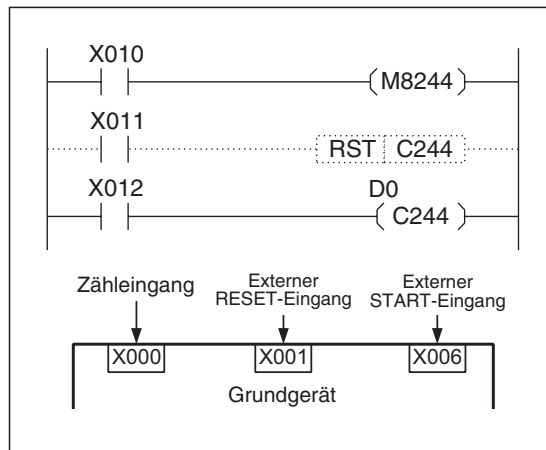 X010
M8244
X011
RST C244
X012
D0
C244
Zähleingang
Externer
RESET-Eingang
Externer
START-Eingang
X000
X001
X006
Grundgerät